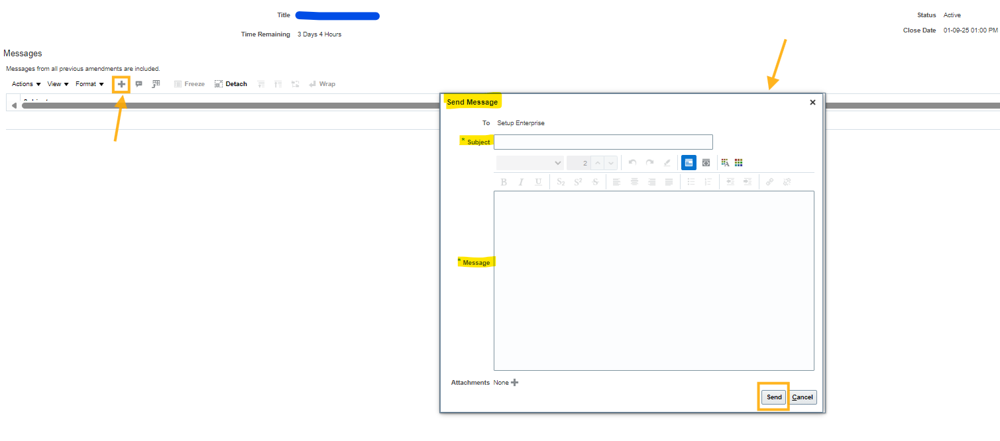 Title
Status Active
Time Remaining 3 Days 4 Hours
Close Date 01-09-25 01:00 PM
Messages
Messages from all previous amendments are included.
Actions View Format Freeze Detach Wrap
Send Message
To Setup Enterprise
* Subject
2
B I U S2 S2 S
* Message
Attachments None
Send Cancel